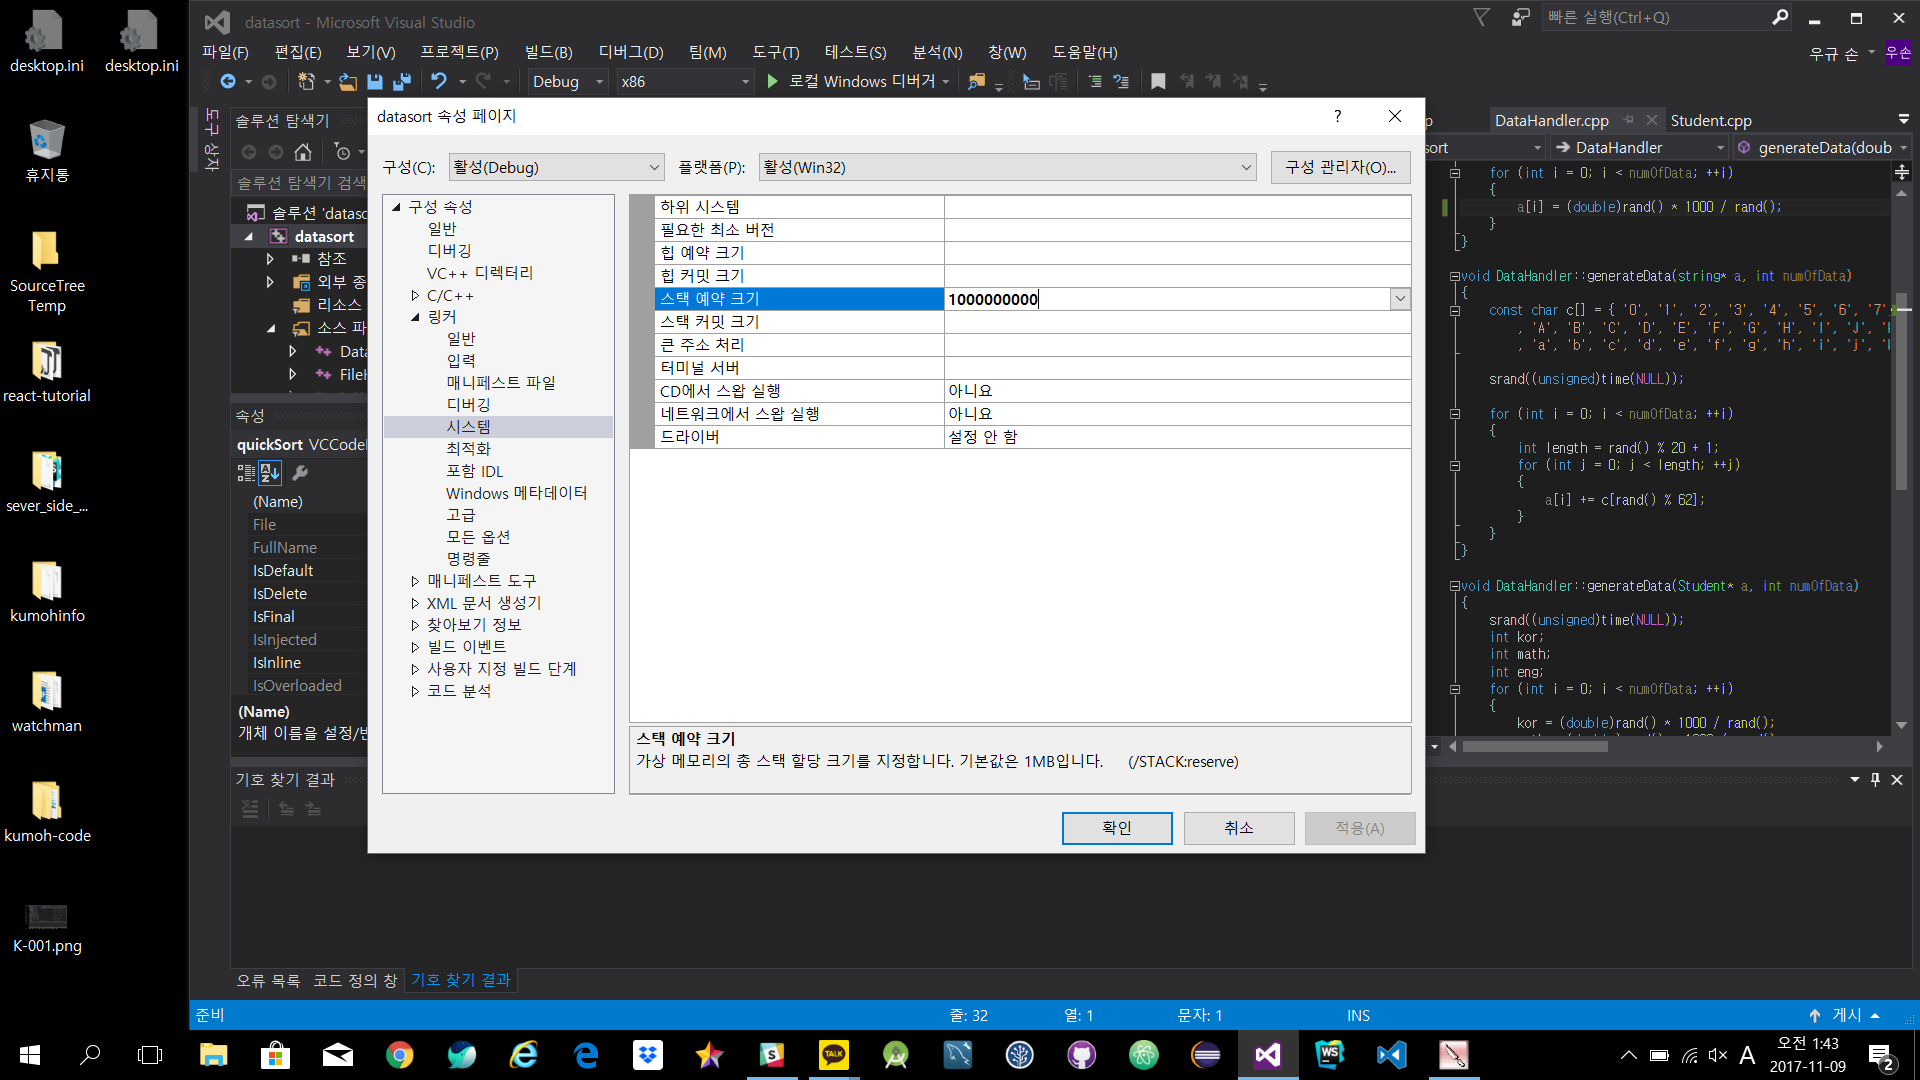 desktop.ini
desktop.ini
휴지통
SourceTree
Temp
react-tutorial
sever_side_...
kumohinfo
watchman
kumoh-code
K-001.png
datasort - Microsoft Visual Studio
빠른 실행(Ctrl+Q)
파일(F) 편집(E) 보기(V) 프로젝트(P) 빌드(B) 디버그(D) 팀(M) 도구(T) 테스트(S) 분석(N) 창(W) 도움말(H)
우규 손
우손
Debug x86 로컬 Windows 디버거
도구 상자
솔루션 탐색기
솔루션 탐색기 검색
솔루션 'datasc
datasort
참조
외부 종
리소스
소스 파
Data
FileH
속성
quickSort VCCodeF
(Name)
File
FullName
IsDefault
IsDelete
IsFinal
IsInjected
IsInline
IsOverloaded
(Name)
개체 이름을 설정/반
기호 찾기 결과
datasort 속성 페이지
?
구성(C): 활성(Debug) 플랫폼(P): 활성(Win32) 구성 관리자(O)...
구성 속성
일반
디버깅
VC++ 디렉터리
C/C++
링커
일반
입력
매니페스트 파일
디버깅
시스템
최적화
포함 IDL
Windows 메타데이터
고급
모든 옵션
명령줄
매니페스트 도구
XML 문서 생성기
찾아보기 정보
빌드 이벤트
사용자 지정 빌드 단계
코드 분석
하위 시스템
필요한 최소 버전
힙 예약 크기
힙 커밋 크기
스택 예약 크기 1000000000
스택 커밋 크기
큰 주소 처리
터미널 서버
CD에서 스왑 실행 아니요
네트워크에서 스왑 실행 아니요
드라이버 설정 안 함
스택 예약 크기
가상 메모리의 총 스택 할당 크기를 지정합니다. 기본값은 1MB입니다. (/STACK:reserve)
확인 취소 적용(A)
p DataHandler.cpp Student.cpp
ort DataHandler generateData(doub
for (int i = 0; i < numOfData; ++i)
{
a[i] = (double)rand() * 1000 / rand();
}
}
void DataHandler::generateData(string* a, int numOfData)
{
const char c[] = { '0', '1', '2', '3', '4', '5', '6', '7'
, 'A', 'B', 'C', 'D', 'E', 'F', 'G', 'H', 'I', 'J',
, 'a', 'b', 'c', 'd', 'e', 'f', 'g', 'h', 'i', 'j',
srand((unsigned)time(NULL));
for (int i = 0; i < numOfData; ++i)
{
int length = rand() % 20 + 1;
for (int j = 0; j < length; ++j)
{
a[i] += c[rand() % 62];
}
}
}
void DataHandler::generateData(Student* a, int numOfData)
{
srand((unsigned)time(NULL));
int kor;
int math;
int eng;
for (int i = 0; i < numOfData; ++i)
{
kor = (double)rand() * 1000 / rand();
오류 목록 코드 정의 창 기호 찾기 결과
준비 줄: 32 열: 1 문자: 1 INS 게시
TALK
WS
A
오전 1:43
2017-11-09
2